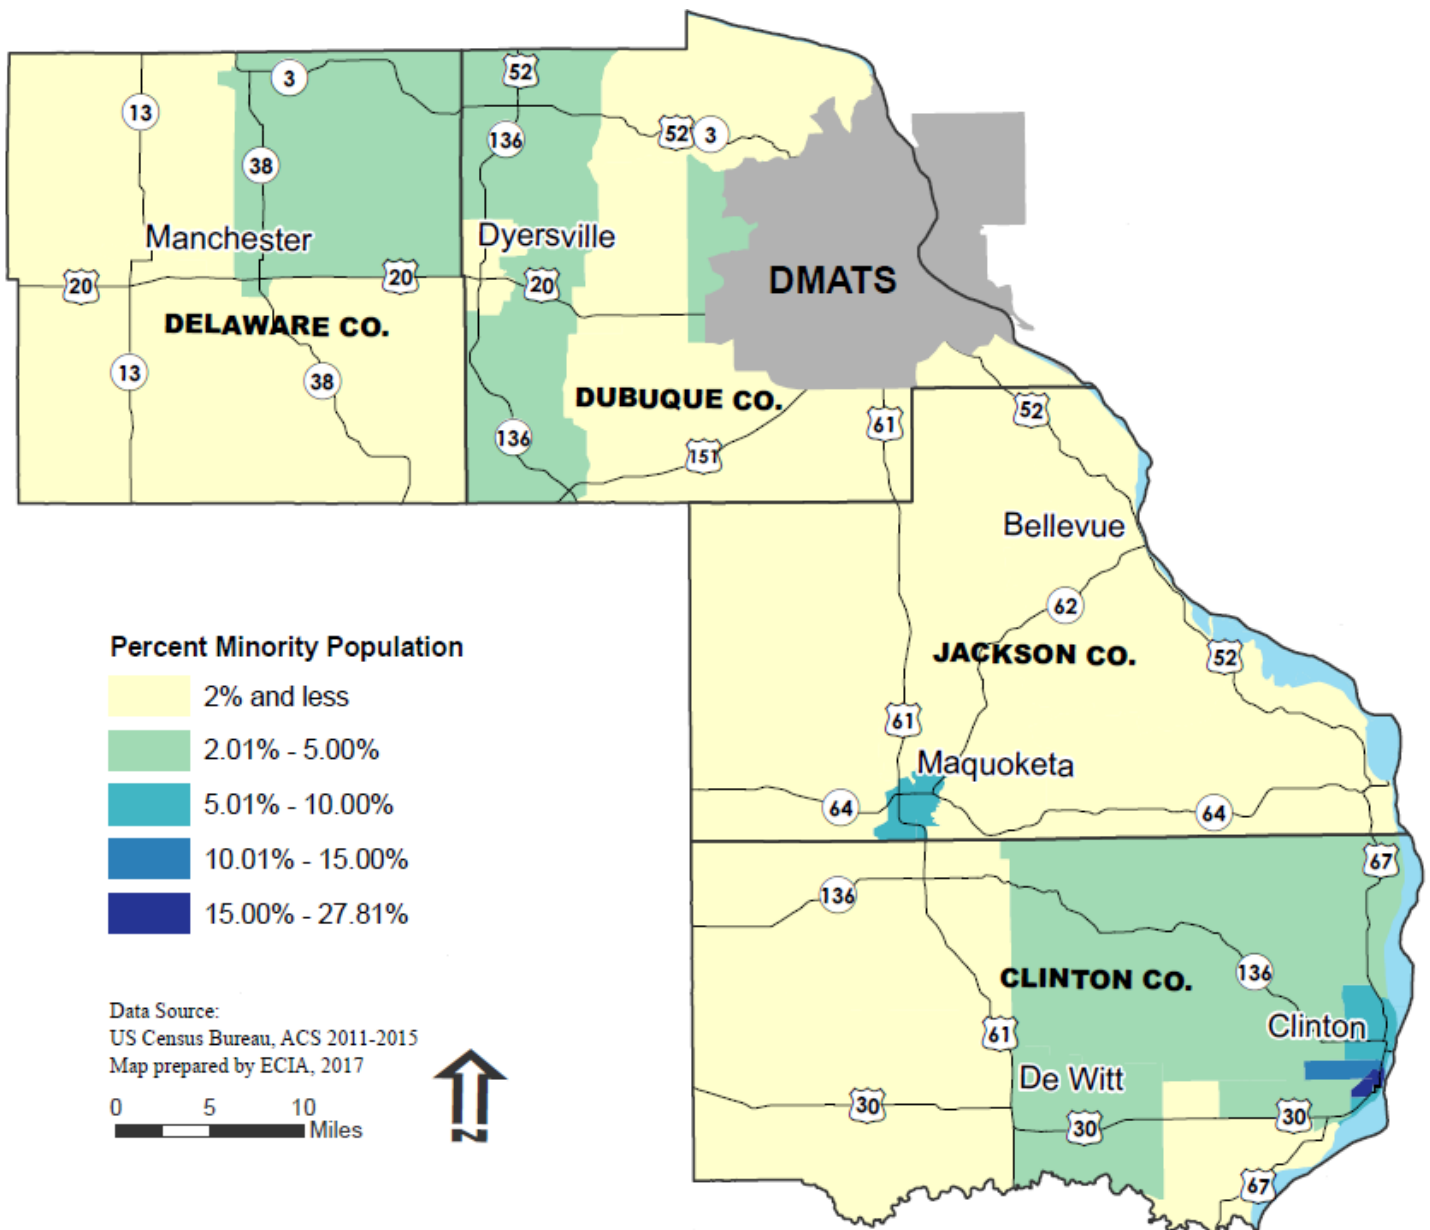 52
3
13
136
52
3
38
Manchester
Dyersville
20
20
20
DMATS
DELAWARE CO.
13
38
DUBUQUE CO.
52
61
136
151
Bellevue
62
JACKSON CO.
52
61
Maquoketa
64
64
67
136
CLINTON CO.
136
Clinton
61
De Witt
30
30
30
67
Percent Minority Population
2% and less
2.01% - 5.00%
5.01% - 10.00%
10.01% - 15.00%
15.00% - 27.81%
Data Source:
US Census Bureau, ACS 2011-2015
Map prepared by ECIA, 2017
0 5 10
Miles
N